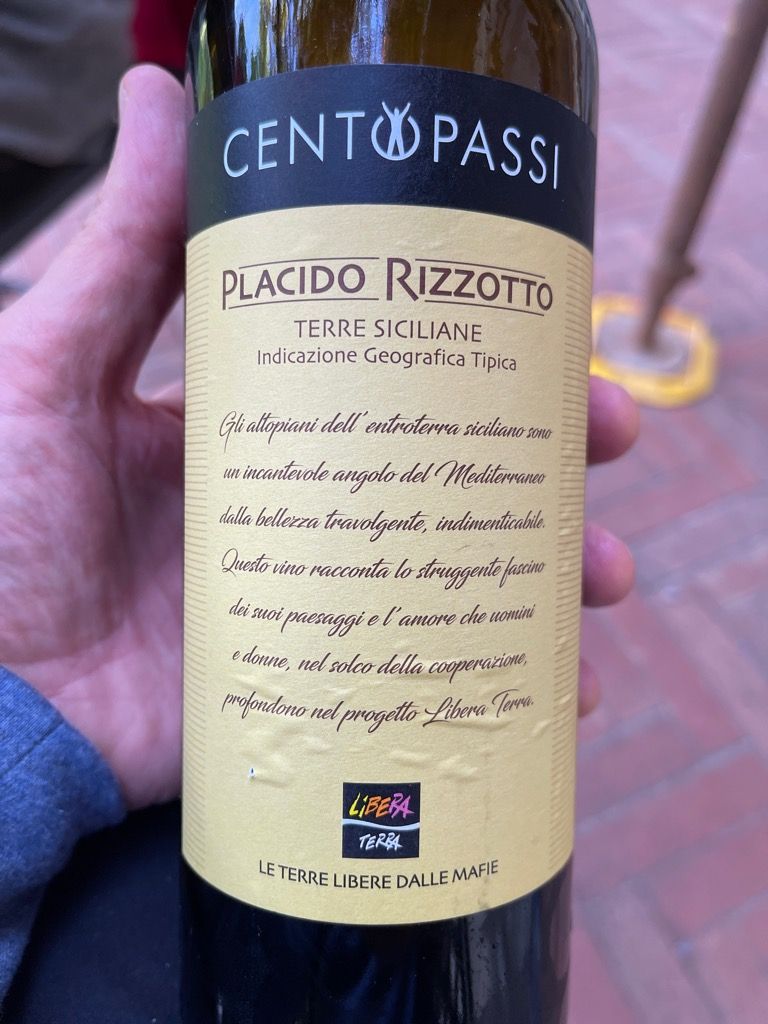 CENTOPASSI
PLACIDO RIZZOTTO
TERRE SICILIANE
Indicazione Geografica Tipica
Gli altopiani dell'entroterra siciliano sono
un incantevole angolo del Mediterraneo
dalla bellezza travolgente, indimenticabile.
Questo vino racconta lo struggente fascino
dei suoi paesaggi e l'amore che uomini
e donne, nel solco della cooperazione,
profondono nel progetto Libera Terra.
LiBERA
TERRA
LE TERRE LIBERE DALLE MAFIE